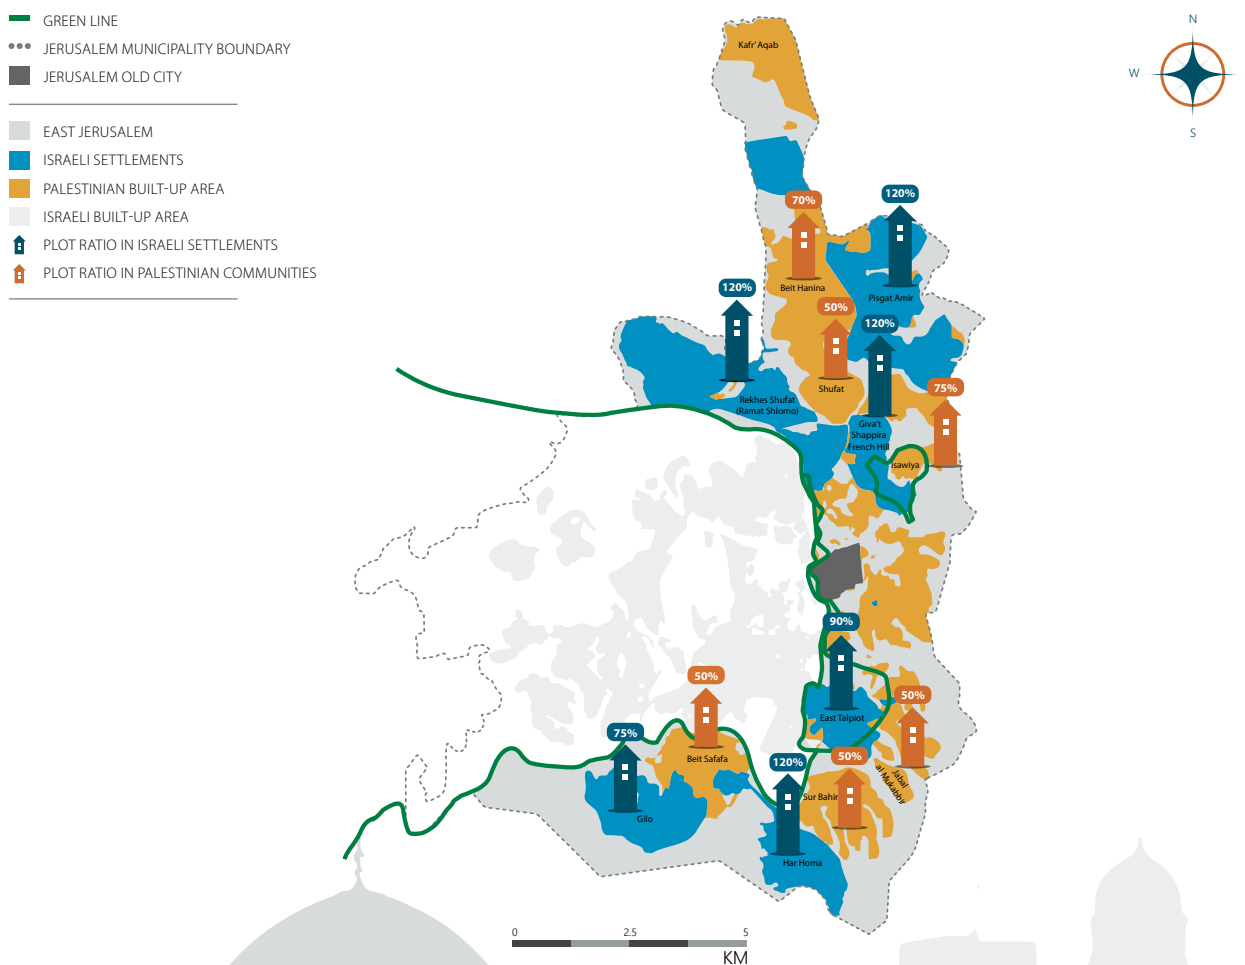 GREEN LINE
JERUSALEM MUNICIPALITY BOUNDARY
JERUSALEM OLD CITY
EAST JERUSALEM
ISRAELI SETTLEMENTS
PALESTINIAN BUILT-UP AREA
ISRAELI BUILT-UP AREA
PLOT RATIO IN ISRAELI SETTLEMENTS
PLOT RATIO IN PALESTINIAN COMMUNITIES
N
W
S
Kafr' Aqab
70%
120%
Beit Hanina
Pisgat Amir
120%
50%
120%
Shufat
75%
Rekhes Shufat
(Ramat Shlomo)
Giva't
Shappira
French Hill
Isawiya
90%
East Talpiot
50%
50%
75%
Beit Safafa
120%
50%
Jabal
al Mukabbir
Sur Bahir
Gilo
Har Homa
0 2.5 5
KM